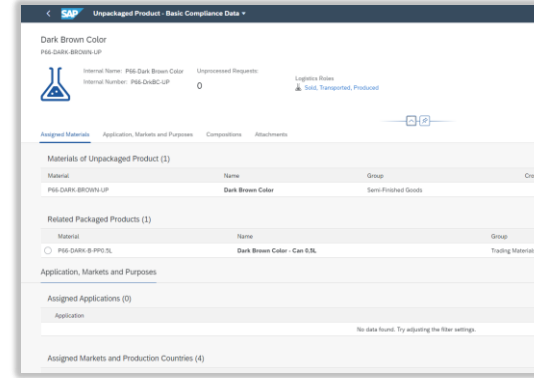 SAP Unpackaged Product - Basic Compliance Data
Dark Brown Color
P66-DARK-BROWN-UP
Internal Name: P66-Dark Brown Color
Unprocessed Requests:
Internal Number: P66-DrkBC-UP
0
Logistics Roles
Sold, Transported, Produced
Assigned Materials Application, Markets and Purposes Compositions Attachments
Materials of Unpackaged Product (1)
Material Name Group Cro
P66-DARK-BROWN-UP Dark Brown Color Semi-Finished Goods
Related Packaged Products (1)
Material Name Group
P66-DARK-B-PP0.5L Dark Brown Color - Can 0.5L Trading Materials
Application, Markets and Purposes
Assigned Applications (0)
Application
No data found. Try adjusting the filter settings.
Assigned Markets and Production Countries (4)